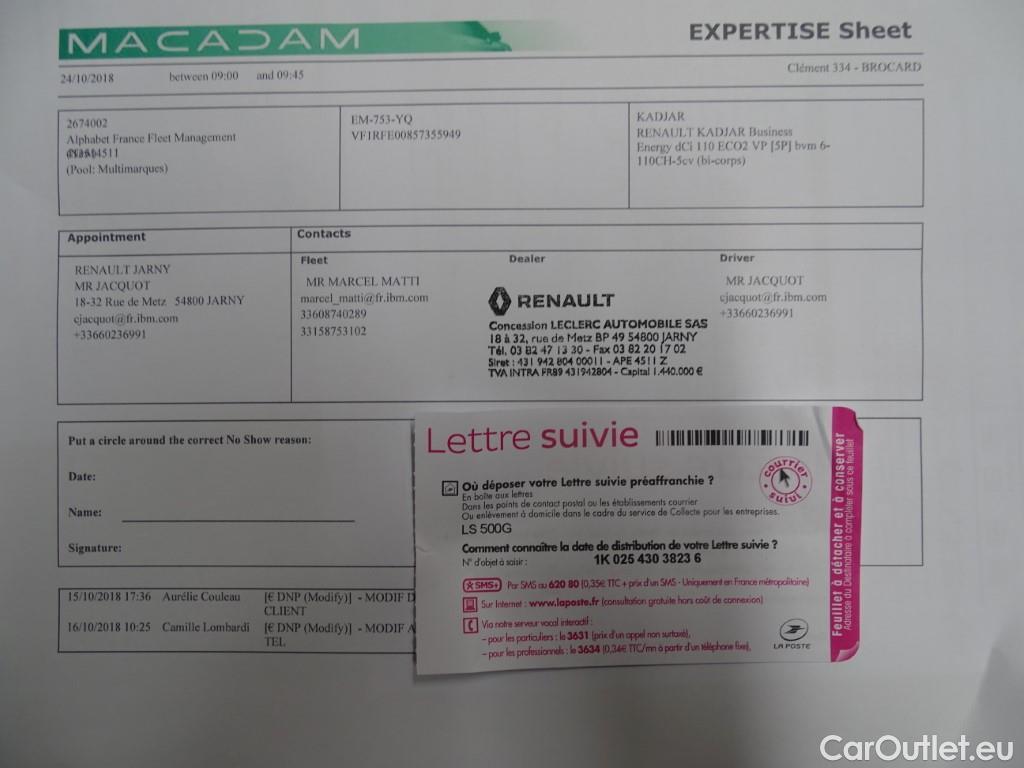 MACADAM
EXPERTISE Sheet
24/10/2018 between 09:00 and 09:45
Clément 334 - BROCARD
2674002
Alphabet France Fleet Management
(Pool: Multimarques)
EM-753-YQ
VF1RFE00857355949
KADJAR
RENAULT KADJAR Business
Energy dCi 110 ECO2 VP [5P] bvm 6-
110CH-5cv (bi-corps)
Appointment
RENAULT JARNY
MR JACQUOT
18-32 Rue de Metz 54800 JARNY
cjacquot@fr.ibm.com
+33660236991
Contacts
Fleet
MR MARCEL MATTI
marcel_matti@fr.ibm.com
33608740289
33158753102
Dealer
RENAULT
Concession LECLERC AUTOMOBILE SAS
18 à 32, rue de Metz BP 49 54800 JARNY
Tél. 03 82 47 13 30 - Fax 03 82 20 17 02
Siret : 431 942 804 00011 - APE 4511 Z
TVA INTRA FR89 431942804 - Capital 1.440.000 €
Driver
MR JACQUOT
cjacquot@fr.ibm.com
+33660236991
Put a circle around the correct No Show reason:
Date:
Name:
Signature:
15/10/2018 17:36 Aurélie Couleau [€ DNP (Modify)] - MODIF D
CLIENT
16/10/2018 10:25 Camille Lombardi [€ DNP (Modify)] - MODIF A
TEL
Lettre suivie
courrier suivi
Où déposer votre Lettre suivie préaffranchie ?
En boîte aux lettres
Dans les points de contact postal ou les établissements courrier
Ou enlèvement à domicile dans le cadre du service de Collecte pour les entreprises.
LS 500G
Comment connaître la date de distribution de votre Lettre suivie ?
N° d'objet à saisir : 1K 025 430 3823 6
SMS+ Par SMS au 620 80 (0,35€ TTC + prix d'un SMS - Uniquement en France métropolitaine)
Sur Internet : www.laposte.fr (consultation gratuite hors coût de connexion)
Via notre serveur vocal interactif :
– pour les particuliers : le 3631 (prix d'un appel non surtaxé),
– pour les professionnels : le 3634 (0,34€ TTC/mn à partir d'un téléphone fixe),
LA POSTE
Feuillet à détacher et à conserver
Adresse du Destinataire à compléter sous ce feuillet
CarOutlet.eu